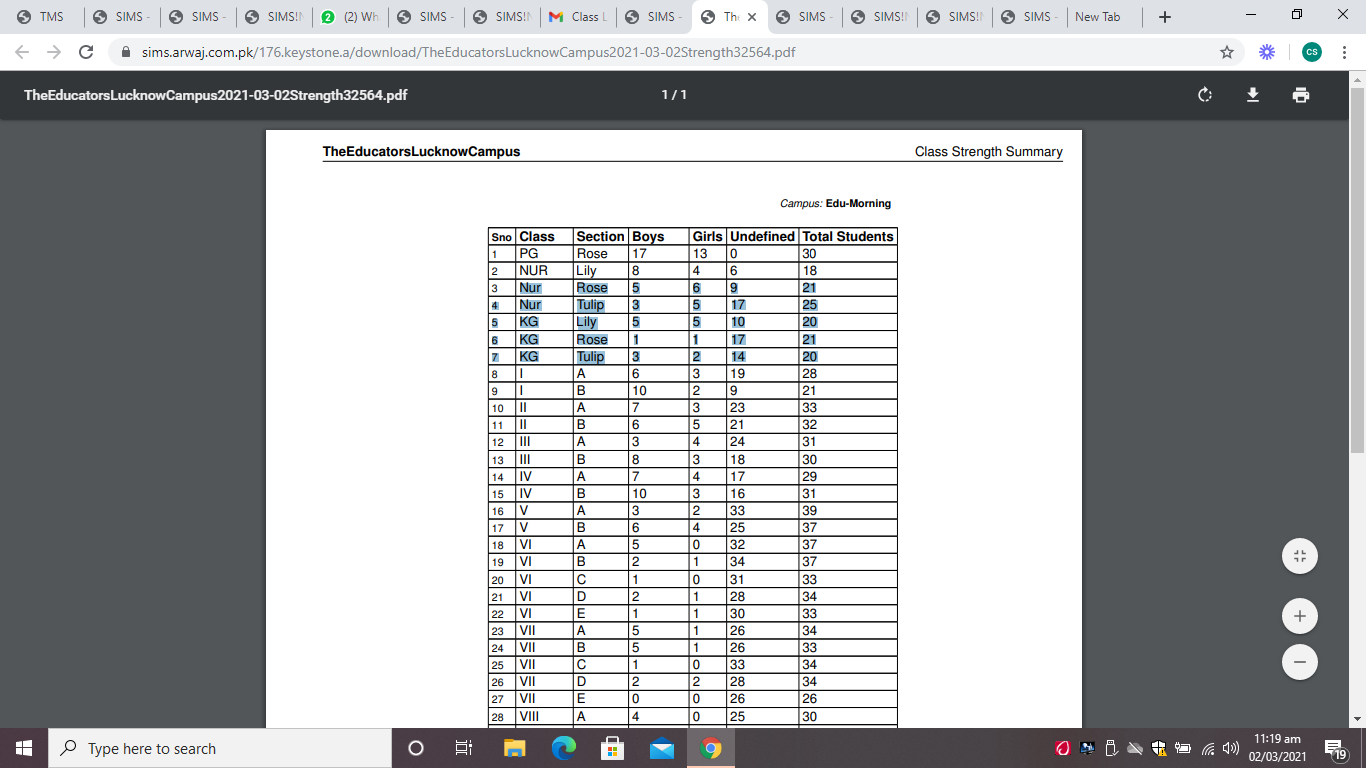 TMS SIMS - SIMS - SIMS!! 2 (2) Wh SIMS - SIMS!! Class L SIMS - Th SIMS - SIMS!! SIMS!! SIMS - New Tab
sims.arwaj.com.pk/176.keystone.a/download/TheEducatorsLucknowCampus2021-03-02Strength32564.pdf CS
TheEducatorsLucknowCampus2021-03-02Strength32564.pdf 1 / 1
TheEducatorsLucknowCampus Class Strength Summary
Campus: Edu-Morning
Sno Class Section Boys Girls Undefined Total Students
1 PG Rose 17 13 0 30
2 NUR Lily 8 4 6 18
3 Nur Rose 5 6 9 21
4 Nur Tulip 3 5 17 25
5 KG Lily 5 5 10 20
6 KG Rose 1 1 17 21
7 KG Tulip 3 2 14 20
8 I A 6 3 19 28
9 I B 10 2 9 21
10 II A 7 3 23 33
11 II B 6 5 21 32
12 III A 3 4 24 31
13 III B 8 3 18 30
14 IV A 7 4 17 29
15 IV B 10 3 16 31
16 V A 3 2 33 39
17 V B 6 4 25 37
18 VI A 5 0 32 37
19 VI B 2 1 34 37
20 VI C 1 0 31 33
21 VI D 2 1 28 34
22 VI E 1 1 30 33
23 VII A 5 1 26 34
24 VII B 5 1 26 33
25 VII C 1 0 33 34
26 VII D 2 2 28 34
27 VII E 0 0 26 26
28 VIII A 4 0 25 30
Type here to search
11:19 am
02/03/2021
19